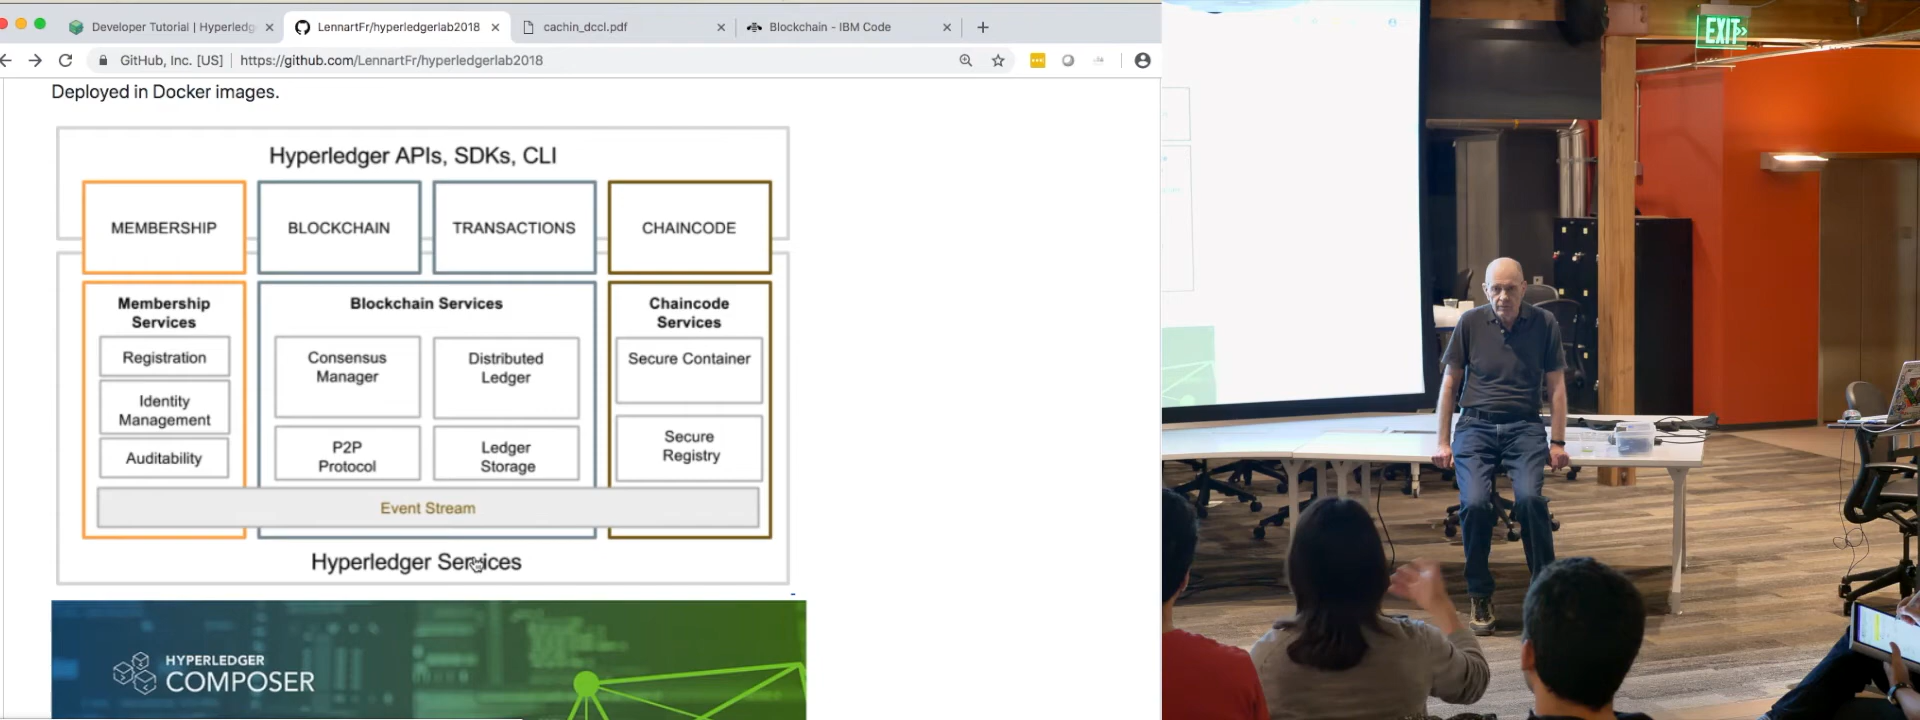 Developer Tutorial | Hyperledg
LennartFr/hyperledgerlab2018
cachin_dccl.pdf
Blockchain - IBM Code
GitHub, Inc. [US]
https://github.com/LennartFr/hyperledgerlab2018
Deployed in Docker images.
Hyperledger APIs, SDKs, CLI
MEMBERSHIP
BLOCKCHAIN
TRANSACTIONS
CHAINCODE
Membership
Services
Registration
Identity
Management
Auditability
Blockchain Services
Consensus
Manager
Distributed
Ledger
P2P
Protocol
Ledger
Storage
Chaincode
Services
Secure Container
Secure
Registry
Event Stream
Hyperledger Services
HYPERLEDGER
COMPOSER
EXIT